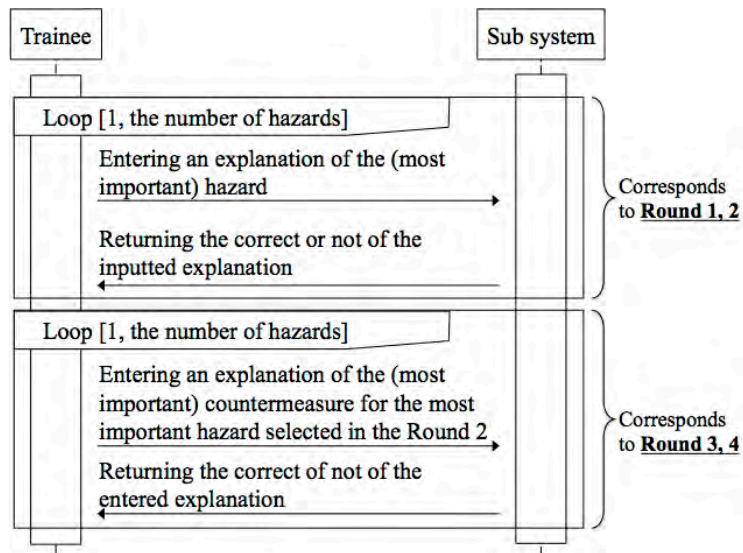 Trainee
Sub system
Loop [1, the number of hazards]
Entering an explanation of the (most
important) hazard
Returning the correct or not of the
inputted explanation
Corresponds
to Round 1, 2
Loop [1, the number of hazards]
Entering an explanation of the (most
important) countermeasure for the most
important hazard selected in the Round 2
Returning the correct of not of the
entered explanation
Corresponds
to Round 3, 4